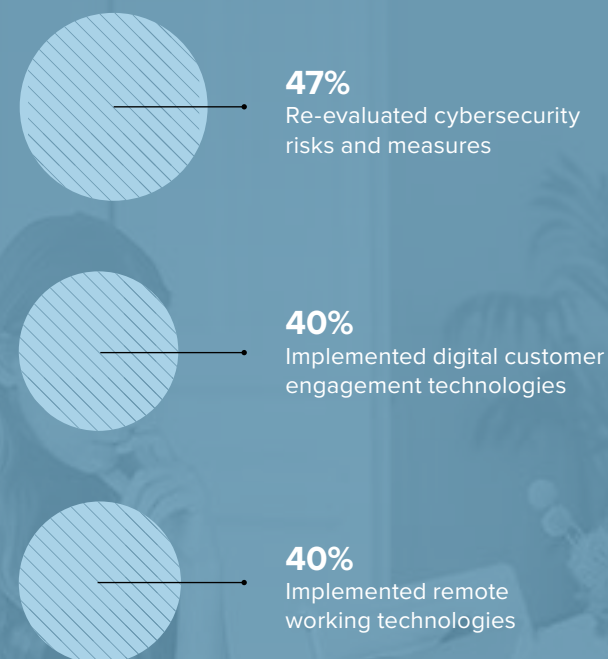 47%
Re-evaluated cybersecurity
risks and measures
40%
Implemented digital customer
engagement technologies
40%
Implemented remote
working technologies